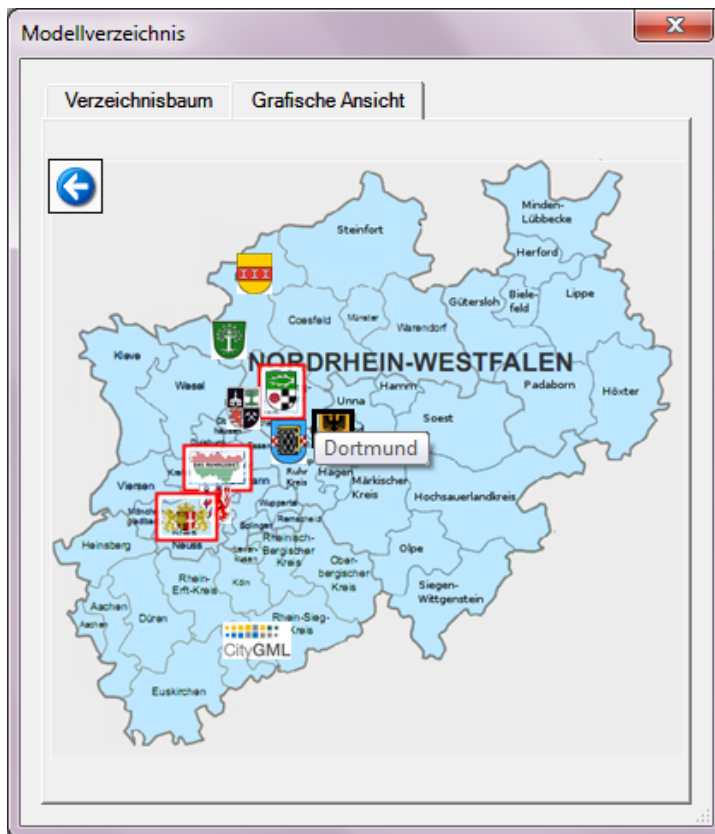 Modellverzeichnis
Verzeichnisbaum
Grafische Ansicht
Minden-
Lübbecke
Steinfort
Herford
Biele-
feld
Lippe
Gütersloh
Coesfeld
Münster
Warendorf
NORDRHEIN-WESTFALEN
Kleve
Wesel
Hamm
Padaborn
Höxter
Unna
Soest
Dortmund
Hagen
Ruhr
Kreis
Märkischer
Kreis
Viersen
Hochsauerlandkreis
Wuppertal
Remscheid
Solingen
Heinsberg
Neuss
Rheinisch-
Bergischer
Kreis
Ober-
bergischer
Kreis
Olpe
Rhein-
Erft-Kreis
Köln
Siegen-
Wittgenstein
Aachen
Aachen
Düren
Rhein-Sieg-
Kreis
CityGML
Euskirchen